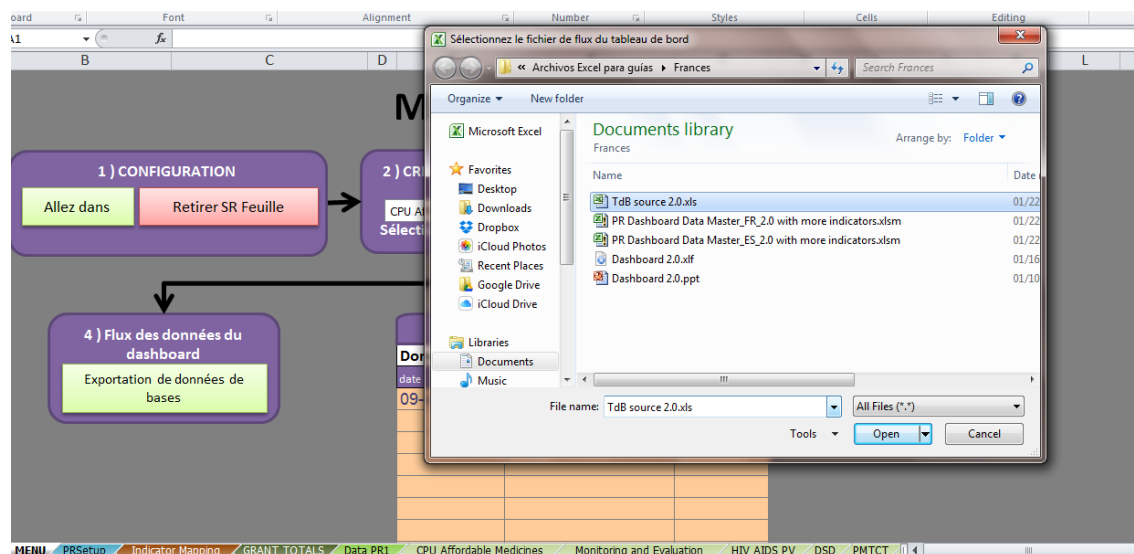 Font
Alignment
Number
Styles
Cells
Editing
fx
B
C
D
L
M
1 ) CONFIGURATION
Allez dans
Retirer SR Feuille
2 ) CRE
CPU Af
Sélecti
4 ) Flux des données du
dashboard
Exportation de données de
bases
Don
date
09-
Sélectionnez le fichier de flux du tableau de bord
« Archivos Excel para guías
Frances
Search Frances
Organize
New folder
Microsoft Excel
Favorites
Desktop
Downloads
Dropbox
iCloud Photos
Recent Places
Google Drive
iCloud Drive
Libraries
Documents
Music
Documents library
Frances
Arrange by: Folder
Name
Date
TdB source 2.0.xls
01/22
PR Dashboard Data Master_FR_2.0 with more indicators.xlsm
01/22
PR Dashboard Data Master_ES_2.0 with more indicators.xlsm
01/22
Dashboard 2.0.xlf
01/16
Dashboard 2.0.ppt
01/10
File name: TdB source 2.0.xls
All Files (*.*)
Tools
Open
Cancel
MENU PRSetup Indicator Mapping GRANT TOTALS Data PR1 CPU Affordable Medicines Monitoring and Evaluation HIV AIDS PV DSD PMTCT